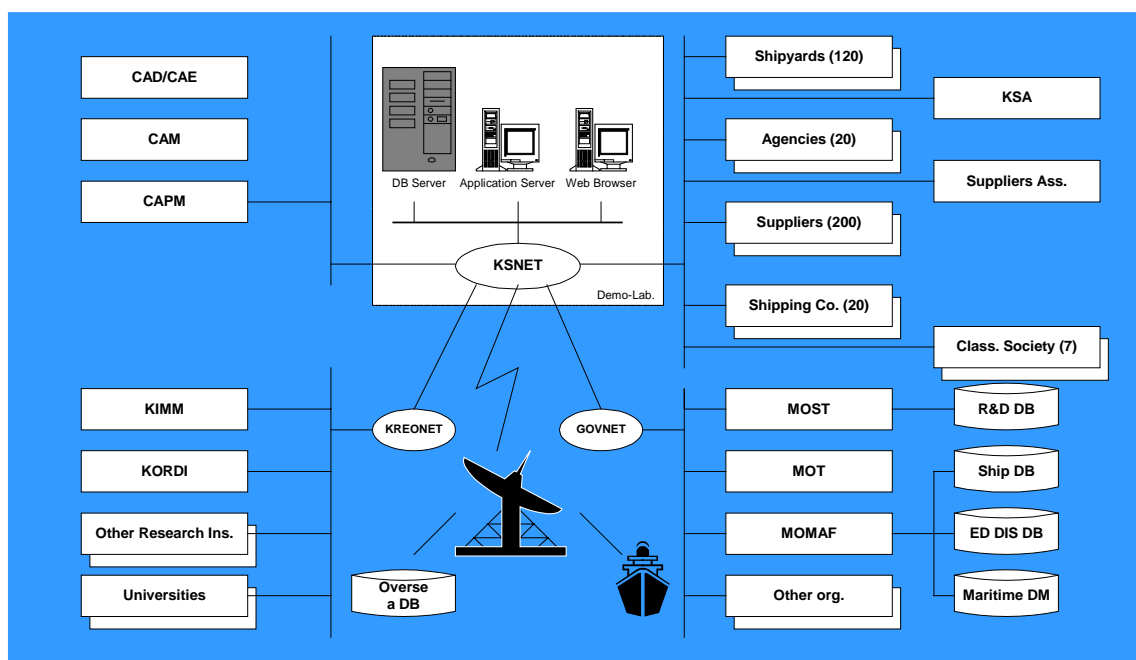 CAD/CAE
CAM
CAPM
DB Server
Application Server
Web Browser
KSNET
Demo-Lab.
Shipyards (120)
KSA
Agencies (20)
Suppliers Ass.
Suppliers (200)
Shipping Co. (20)
Class. Society (7)
KIMM
KORDI
Other Research Ins.
Universities
KREONET
GOVNET
Overse
a DB
MOST
R&D DB
MOT
Ship DB
MOMAF
ED DIS DB
Other org.
Maritime DM